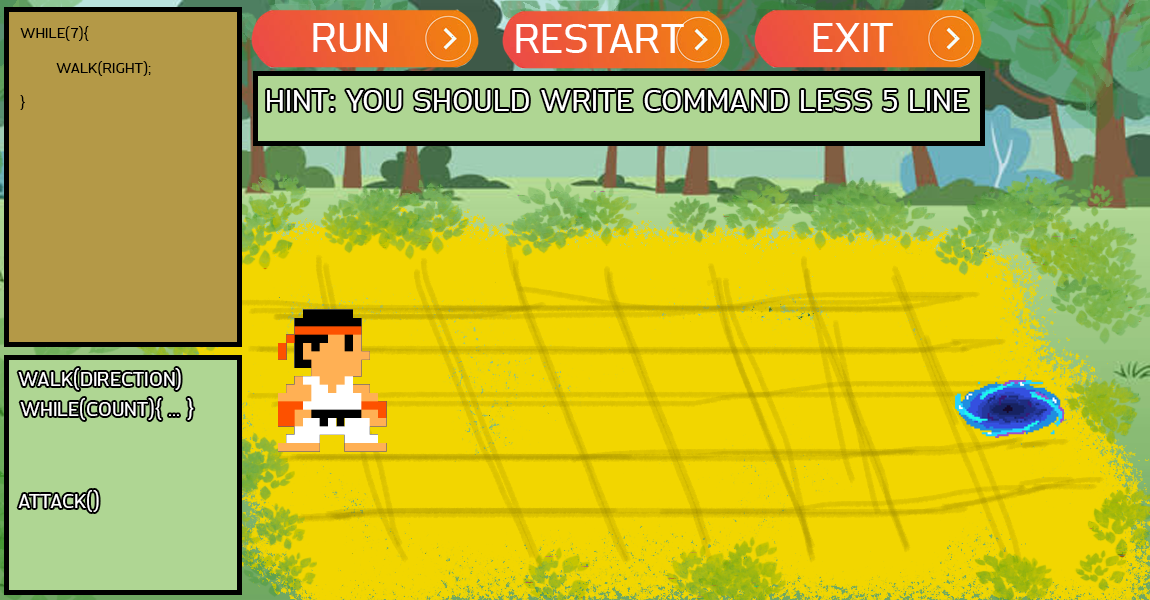 WHILE(7){
WALK(RIGHT);
}
RUN
RESTART
EXIT
HINT: YOU SHOULD WRITE COMMAND LESS 5 LINE
WALK(DIRECTION)
WHILE(COUNT){ ... }
ATTACK()